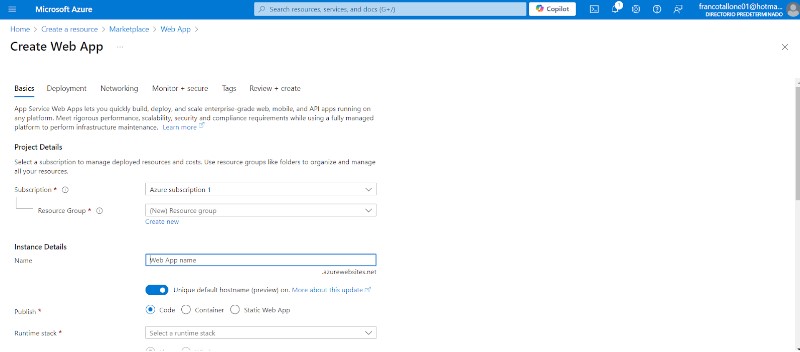 Microsoft Azure
Search resources, services, and docs (G+/)
Copilot
1
francotallone01@hotma...
DIRECTORIO PREDETERMINADO
Home > Create a resource > Marketplace > Web App >
Create Web App
...
Basics Deployment Networking Monitor + secure Tags Review + create
App Service Web Apps lets you quickly build, deploy, and scale enterprise-grade web, mobile, and API apps running on
any platform. Meet rigorous performance, scalability, security and compliance requirements while using a fully managed
platform to perform infrastructure maintenance. Learn more
Project Details
Select a subscription to manage deployed resources and costs. Use resource groups like folders to organize and manage
all your resources.
Subscription * Azure subscription 1
Resource Group * (New) Resource group
Create new
Instance Details
Name Web App name
.azurewebsites.net
Unique default hostname (preview) on. More about this update
Publish * Code Container Static Web App
Runtime stack * Select a runtime stack